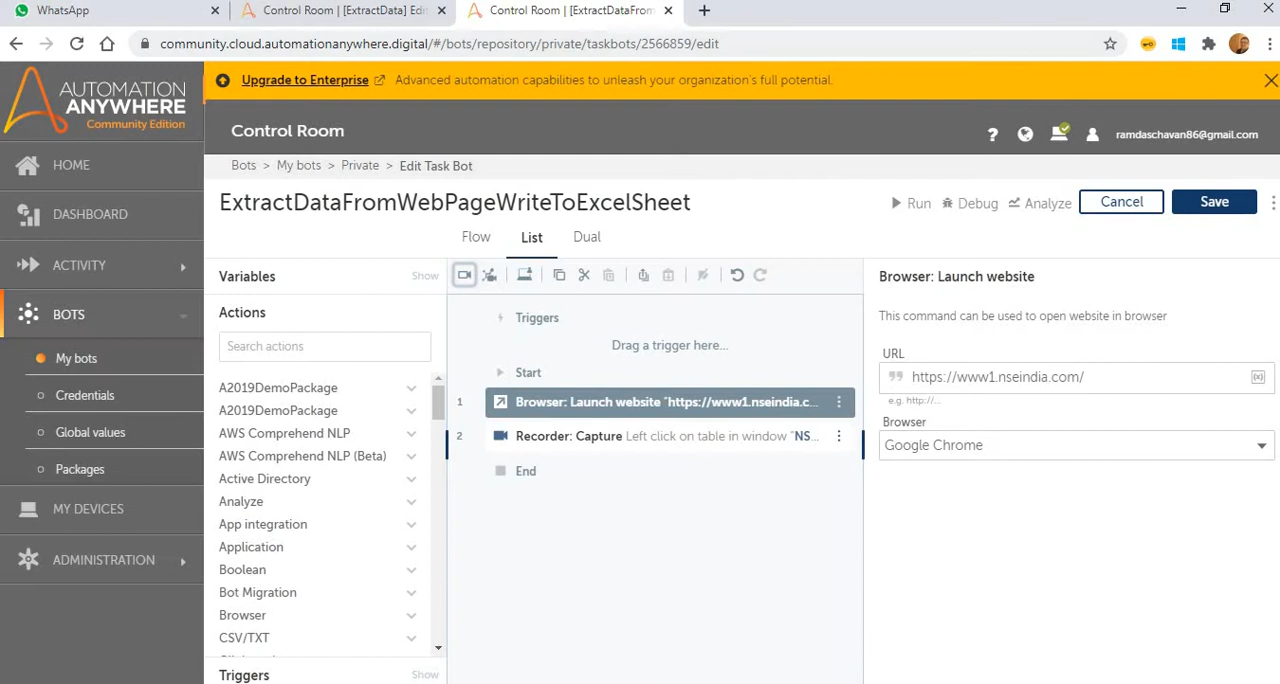 WhatsApp
Control Room | [ExtractData] Edit
Control Room | [ExtractDataFrom
community.cloud.automationanywhere.digital/#/bots/repository/private/taskbots/2566859/edit
Upgrade to Enterprise Advanced automation capabilities to unleash your organization's full potential.
AUTOMATION
ANYWHERE
Community Edition
Control Room
? ramdaschavan86@gmail.com
HOME
DASHBOARD
ACTIVITY
BOTS
My bots
Credentials
Global values
Packages
MY DEVICES
ADMINISTRATION
Bots > My bots > Private > Edit Task Bot
ExtractDataFromWebPageWriteToExcelSheet
Run Debug Analyze Cancel Save
Flow List Dual
Variables Show
Actions
Search actions
A2019DemoPackage
A2019DemoPackage
AWS Comprehend NLP
AWS Comprehend NLP (Beta)
Active Directory
Analyze
App integration
Application
Boolean
Bot Migration
Browser
CSV/TXT
Triggers Show
Triggers
Drag a trigger here...
Start
1 Browser: Launch website "https://www1.nseindia.c...
2 Recorder: Capture Left click on table in window "NS...
End
Browser: Launch website
This command can be used to open website in browser
URL
https://www1.nseindia.com/
e.g. http://...
Browser
Google Chrome